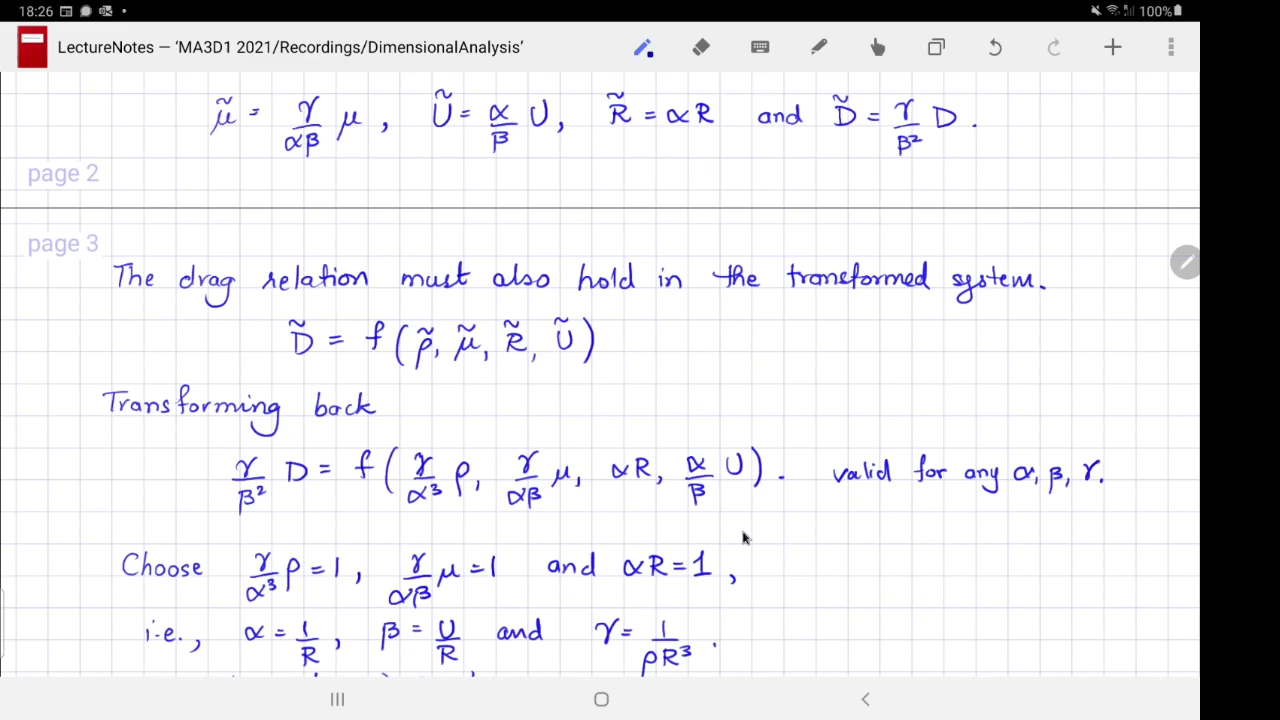 18:26 100%
LectureNotes — ‘MA3D1 2021/Recordings/DimensionalAnalysis’
μ̃ = γ/αβ μ, Ũ = α/β U, R̃ = αR and D̃ = γ/β² D.
page 2
page 3
The drag relation must also hold in the transformed system.
D̃ = f(ρ̃, μ̃, R̃, Ũ)
Transforming back
γ/β² D = f(γ/α³ ρ, γ/αβ μ, αR, α/β U). valid for any α, β, γ.
Choose γ/α³ ρ = 1, γ/αβ μ = 1 and αR = 1,
i.e., α = 1/R, β = U/R and γ = 1/ρR³.